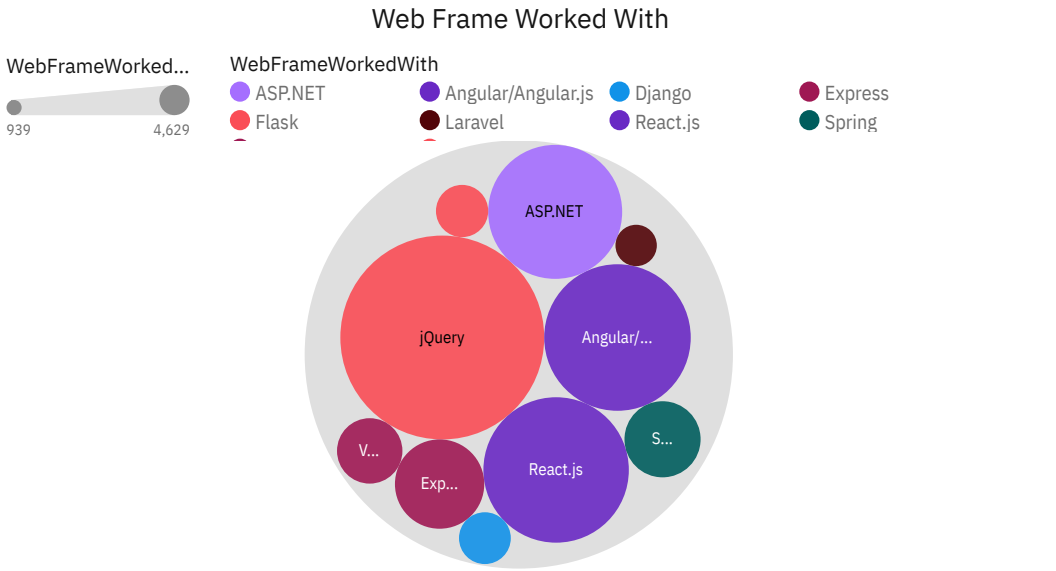 Web Frame Worked With
WebFrameWorked...
939
4,629
WebFrameWorkedWith
ASP.NET
Angular/Angular.js
Django
Express
Flask
Laravel
React.js
Spring
ASP.NET
jQuery
Angular/...
React.js
S...
V...
Exp...